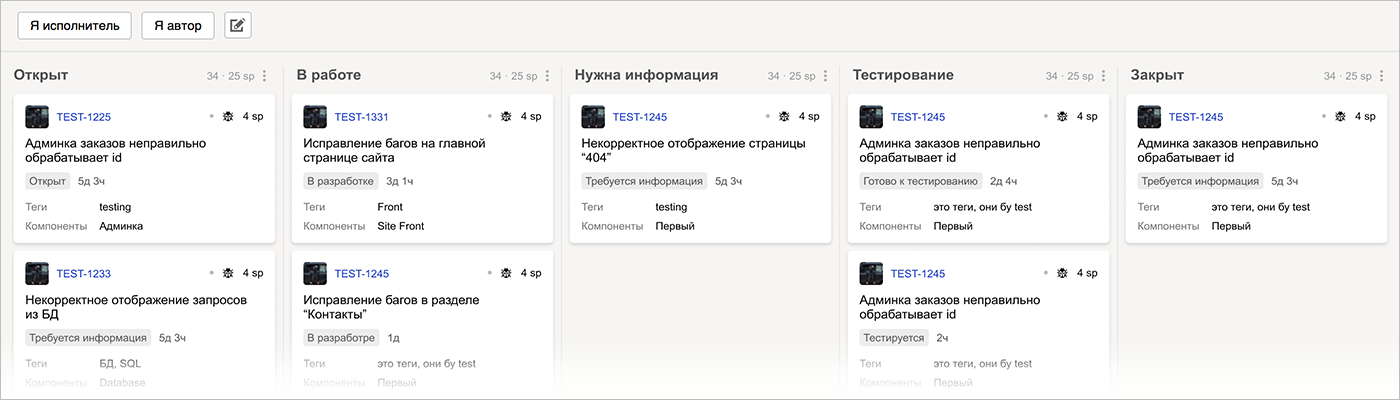 Я исполнитель
Я автор
Открыт
34 · 25 sp
TEST-1225
4 sp
Админка заказов неправильно
обрабатывает id
Открыт
5д 3ч
Теги testing
Компоненты Админка
TEST-1233
4 sp
Некорректное отображение запросов
из БД
Требуется информация
5д 3ч
Теги БД, SQL
Компоненты Database
В работе
34 · 25 sp
TEST-1331
4 sp
Исправление багов на главной
странице сайта
В разработке
3д 1ч
Теги Front
Компоненты Site Front
TEST-1245
4 sp
Исправление багов в разделе
“Контакты”
В разработре
1д
Теги это теги, они бу test
Компоненты Первый
Нужна информация
34 · 25 sp
TEST-1245
4 sp
Некорректное отображение страницы
“404”
Требуется информация
5д 3ч
Теги testing
Компоненты Первый
Тестирование
34 · 25 sp
TEST-1245
4 sp
Админка заказов неправильно
обрабатывает id
Готово к тестированию
2д 4ч
Теги это теги, они бу test
Компоненты Первый
TEST-1245
4 sp
Админка заказов неправильно
обрабатывает id
Тестируется
2ч
Теги это теги, они бу test
Компоненты Первый
Закрыт
34 · 25 sp
TEST-1245
4 sp
Админка заказов неправильно
обрабатывает id
Требуется информация
5д 3ч
Теги это теги, они бу test
Компоненты Первый